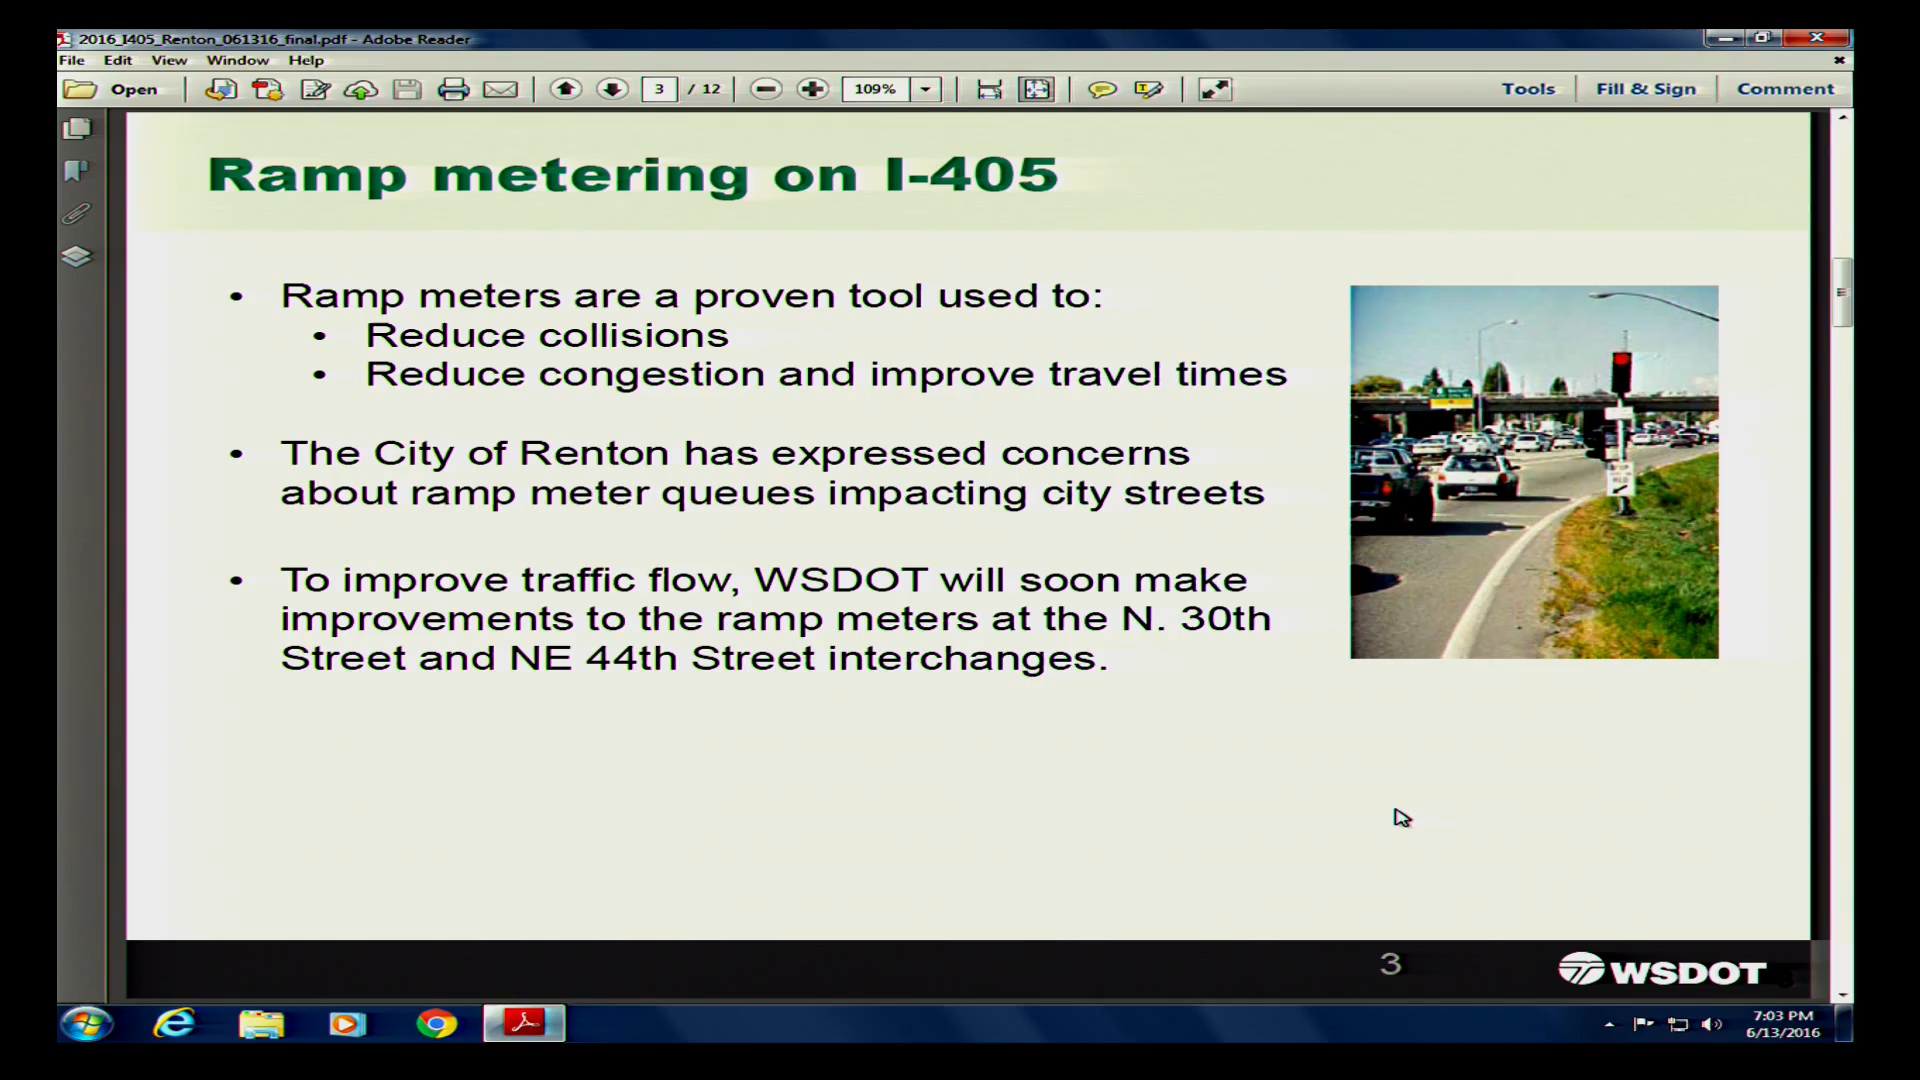 2016_I405_Renton_061316_final.pdf - Adobe Reader
File Edit View Window Help
Open 3 / 12 109% Tools Fill & Sign Comment
Ramp metering on I-405
• Ramp meters are a proven tool used to:
• Reduce collisions
• Reduce congestion and improve travel times
• The City of Renton has expressed concerns
about ramp meter queues impacting city streets
• To improve traffic flow, WSDOT will soon make
improvements to the ramp meters at the N. 30th
Street and NE 44th Street interchanges.
3
WSDOT
7:03 PM
6/13/2016